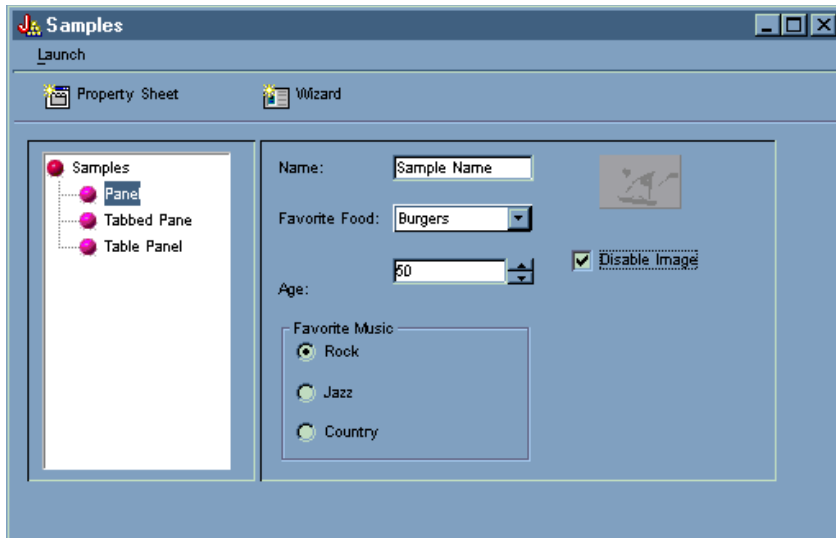 Samples
Launch
Property Sheet
Wizard
Samples
Panel
Tabbed Pane
Table Panel
Name:
Sample Name
Favorite Food:
Burgers
Age:
50
Disable Image
Favorite Music
Rock
Jazz
Country